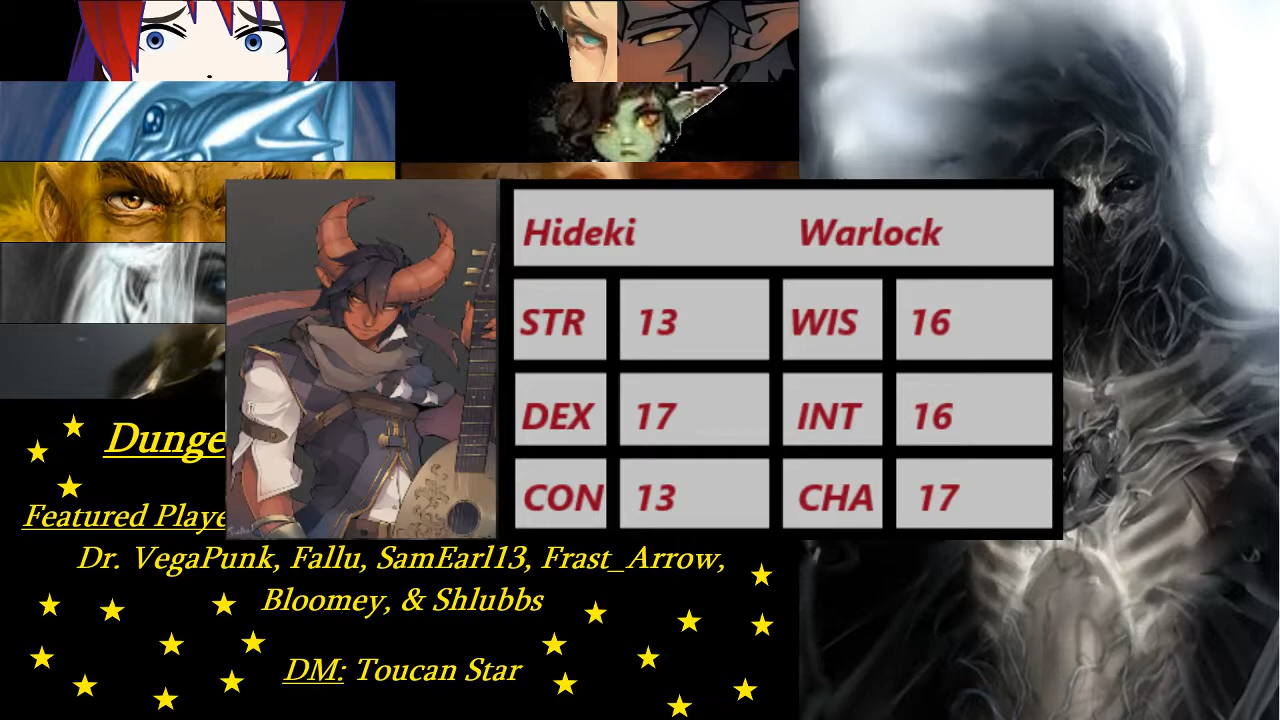 Hideki Warlock
STR 13 WIS 16
DEX 17 INT 16
CON 13 CHA 17
Dunge
Featured Playe
Dr. VegaPunk, Fallu, SamEarl13, Frast_Arrow,
Bloomey, & Shlubbs
DM: Toucan Star